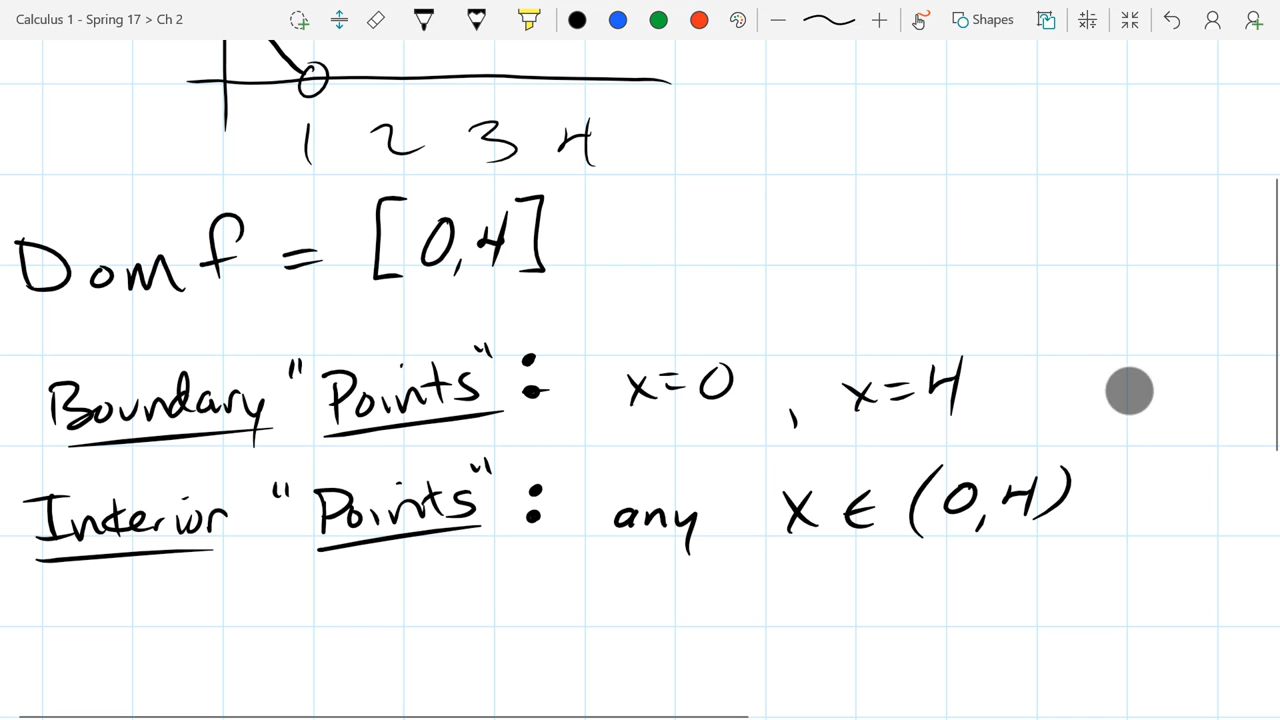 Calculus 1 - Spring 17 > Ch 2
Shapes
1 2 3 4
Dom f = [0,4]
Boundary "Points": x=0 , x=4
Interior "Points": any x ∈ (0,4)